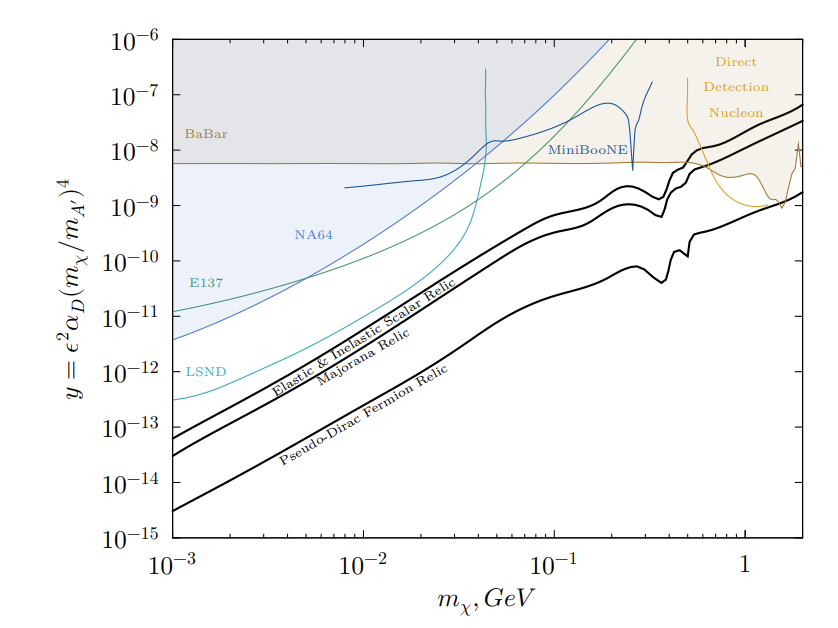 10⁻⁶
10⁻⁷
10⁻⁸
10⁻⁹
10⁻¹⁰
10⁻¹¹
10⁻¹²
10⁻¹³
10⁻¹⁴
10⁻¹⁵
y = ϵ²α_D(m_χ/m_A′)⁴
Direct
Detection
Nucleon
BaBar
MiniBooNE
NA64
E137
LSND
Elastic & Inelastic Scalar Relic
Majorana Relic
Pseudo-Dirac Fermion Relic
10⁻³
10⁻²
10⁻¹
1
m_χ, GeV